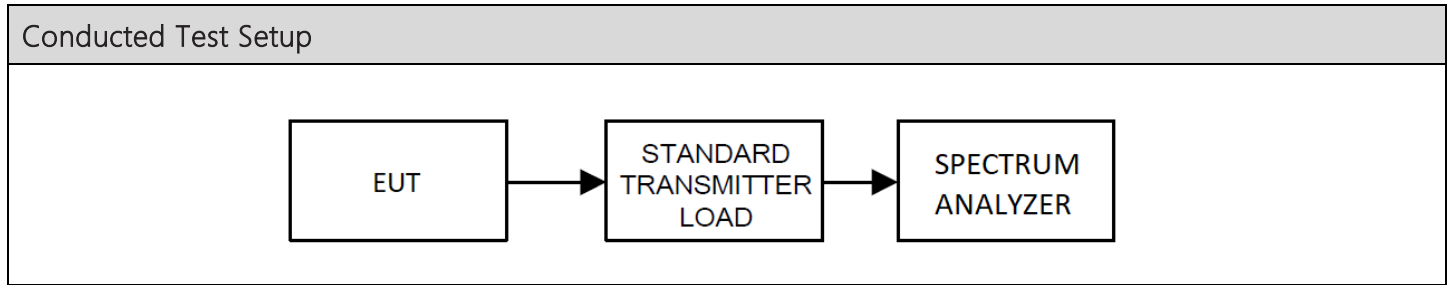 Conducted Test Setup
EUT
STANDARD
TRANSMITTER
LOAD
SPECTRUM
ANALYZER